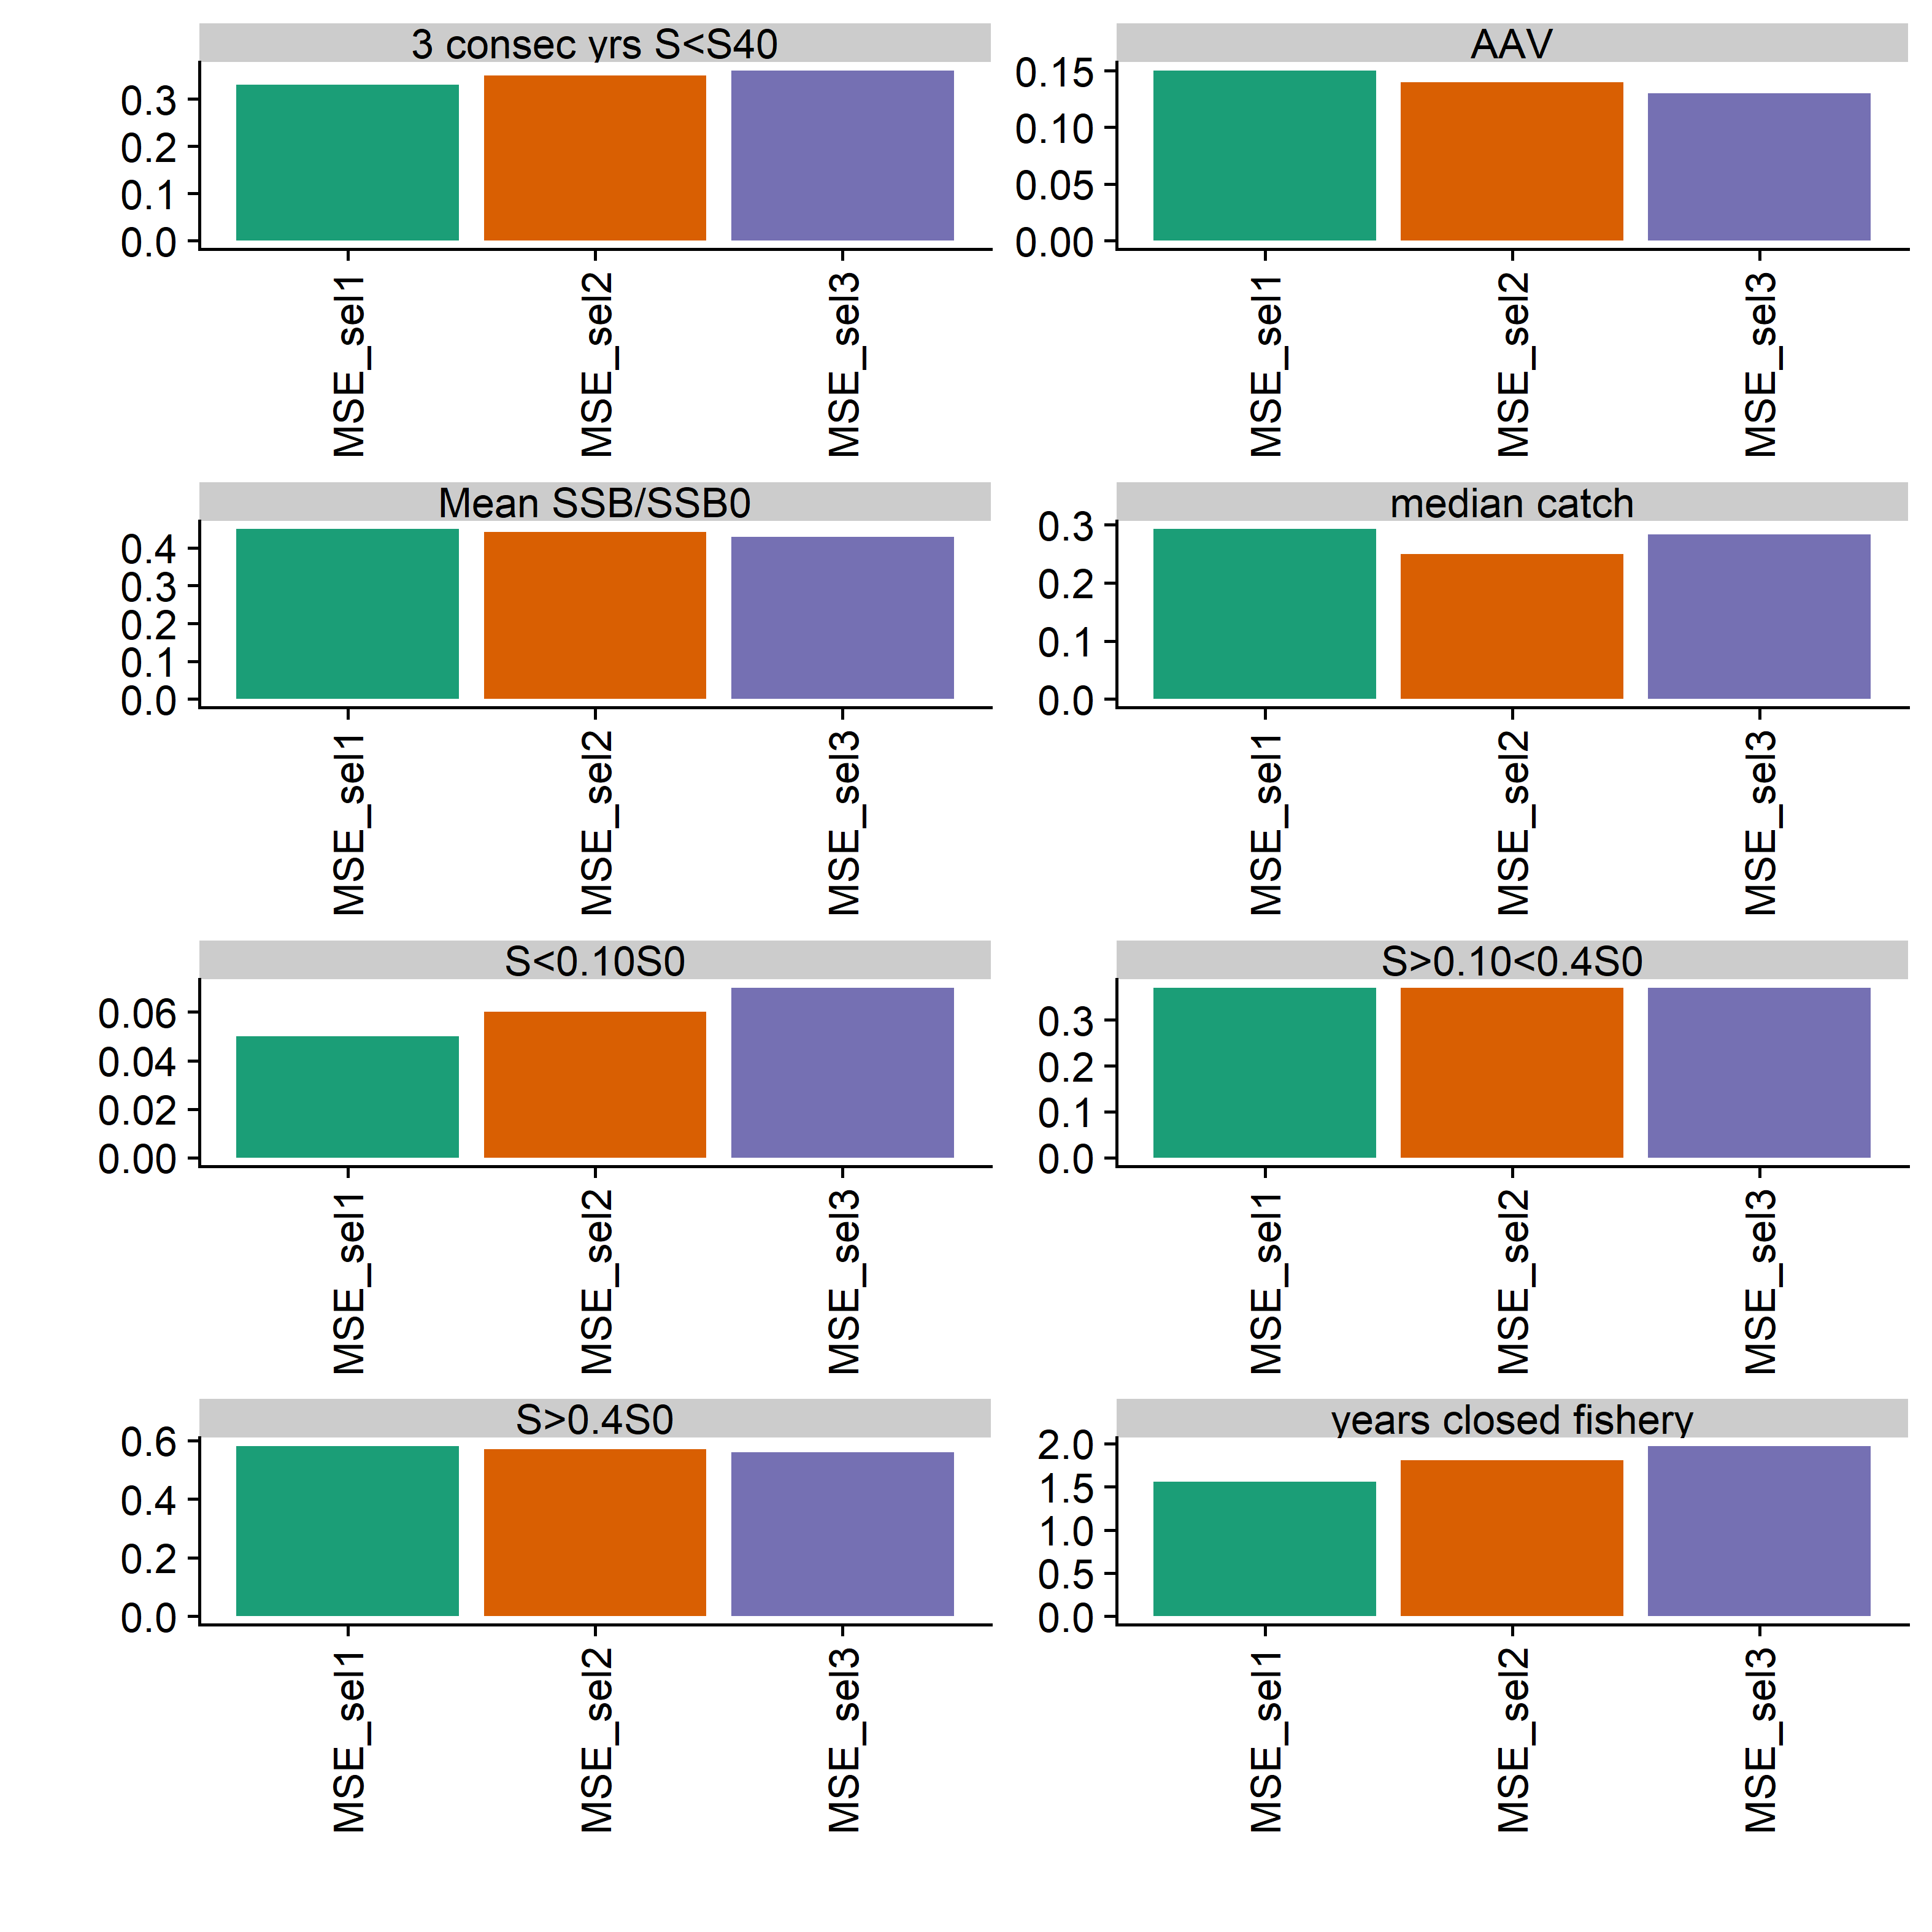 3 consec yrs S<S40
0.3
0.2
0.1
0.0
MSE_sel1
MSE_sel2
MSE_sel3
AAV
0.15
0.10
0.05
0.00
MSE_sel1
MSE_sel2
MSE_sel3
Mean SSB/SSB0
0.4
0.3
0.2
0.1
0.0
MSE_sel1
MSE_sel2
MSE_sel3
median catch
0.3
0.2
0.1
0.0
MSE_sel1
MSE_sel2
MSE_sel3
S<0.10S0
0.06
0.04
0.02
0.00
MSE_sel1
MSE_sel2
MSE_sel3
S>0.10<0.4S0
0.3
0.2
0.1
0.0
MSE_sel1
MSE_sel2
MSE_sel3
S>0.4S0
0.6
0.4
0.2
0.0
MSE_sel1
MSE_sel2
MSE_sel3
years closed fishery
2.0
1.5
1.0
0.5
0.0
MSE_sel1
MSE_sel2
MSE_sel3